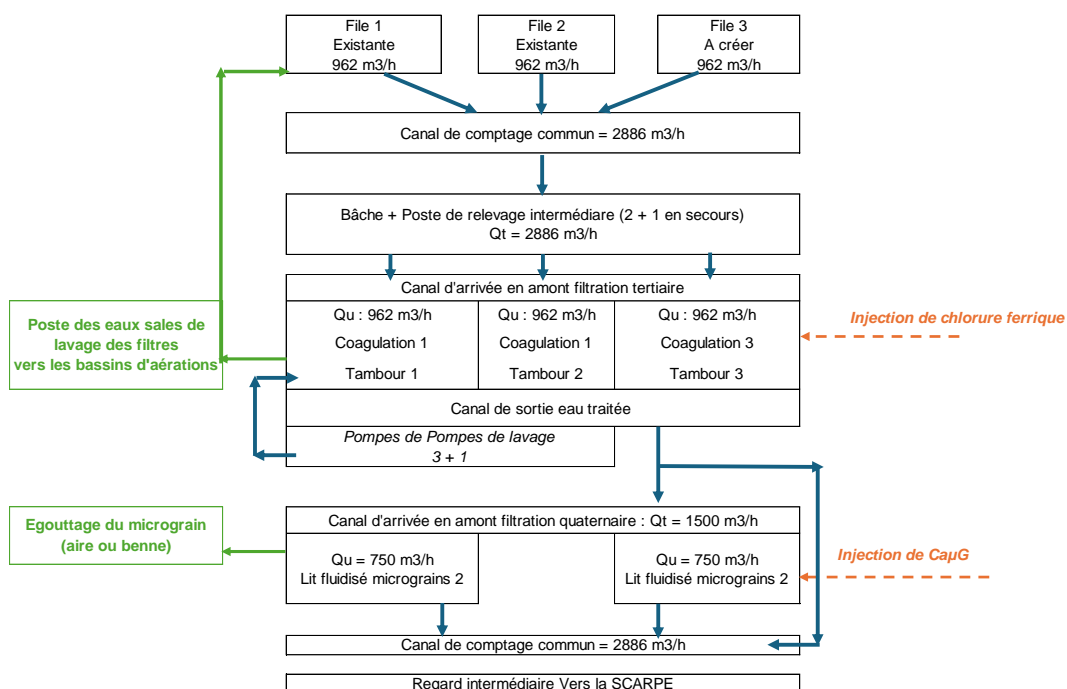 File 1
Existante
962 m3/h
File 2
Existante
962 m3/h
File 3
A créer
962 m3/h
Canal de comptage commun = 2886 m3/h
Bâche + Poste de relevage intermédiare (2 + 1 en secours)
Qt = 2886 m3/h
Canal d'arrivée en amont filtration tertiaire
Poste des eaux sales de
lavage des filtres
vers les bassins d'aérations
Qu : 962 m3/h
Coagulation 1
Tambour 1
Qu : 962 m3/h
Coagulation 1
Tambour 2
Qu : 962 m3/h
Coagulation 3
Tambour 3
Injection de chlorure ferrique
Canal de sortie eau traitée
Pompes de Pompes de lavage
3 + 1
Egouttage du micrograin
(aire ou benne)
Canal d'arrivée en amont filtration quaternaire : Qt = 1500 m3/h
Qu = 750 m3/h
Lit fluidisé micrograins 2
Qu = 750 m3/h
Lit fluidisé micrograins 2
Injection de CaµG
Canal de comptage commun = 2886 m3/h
Regard intermédiaire Vers la SCARPE